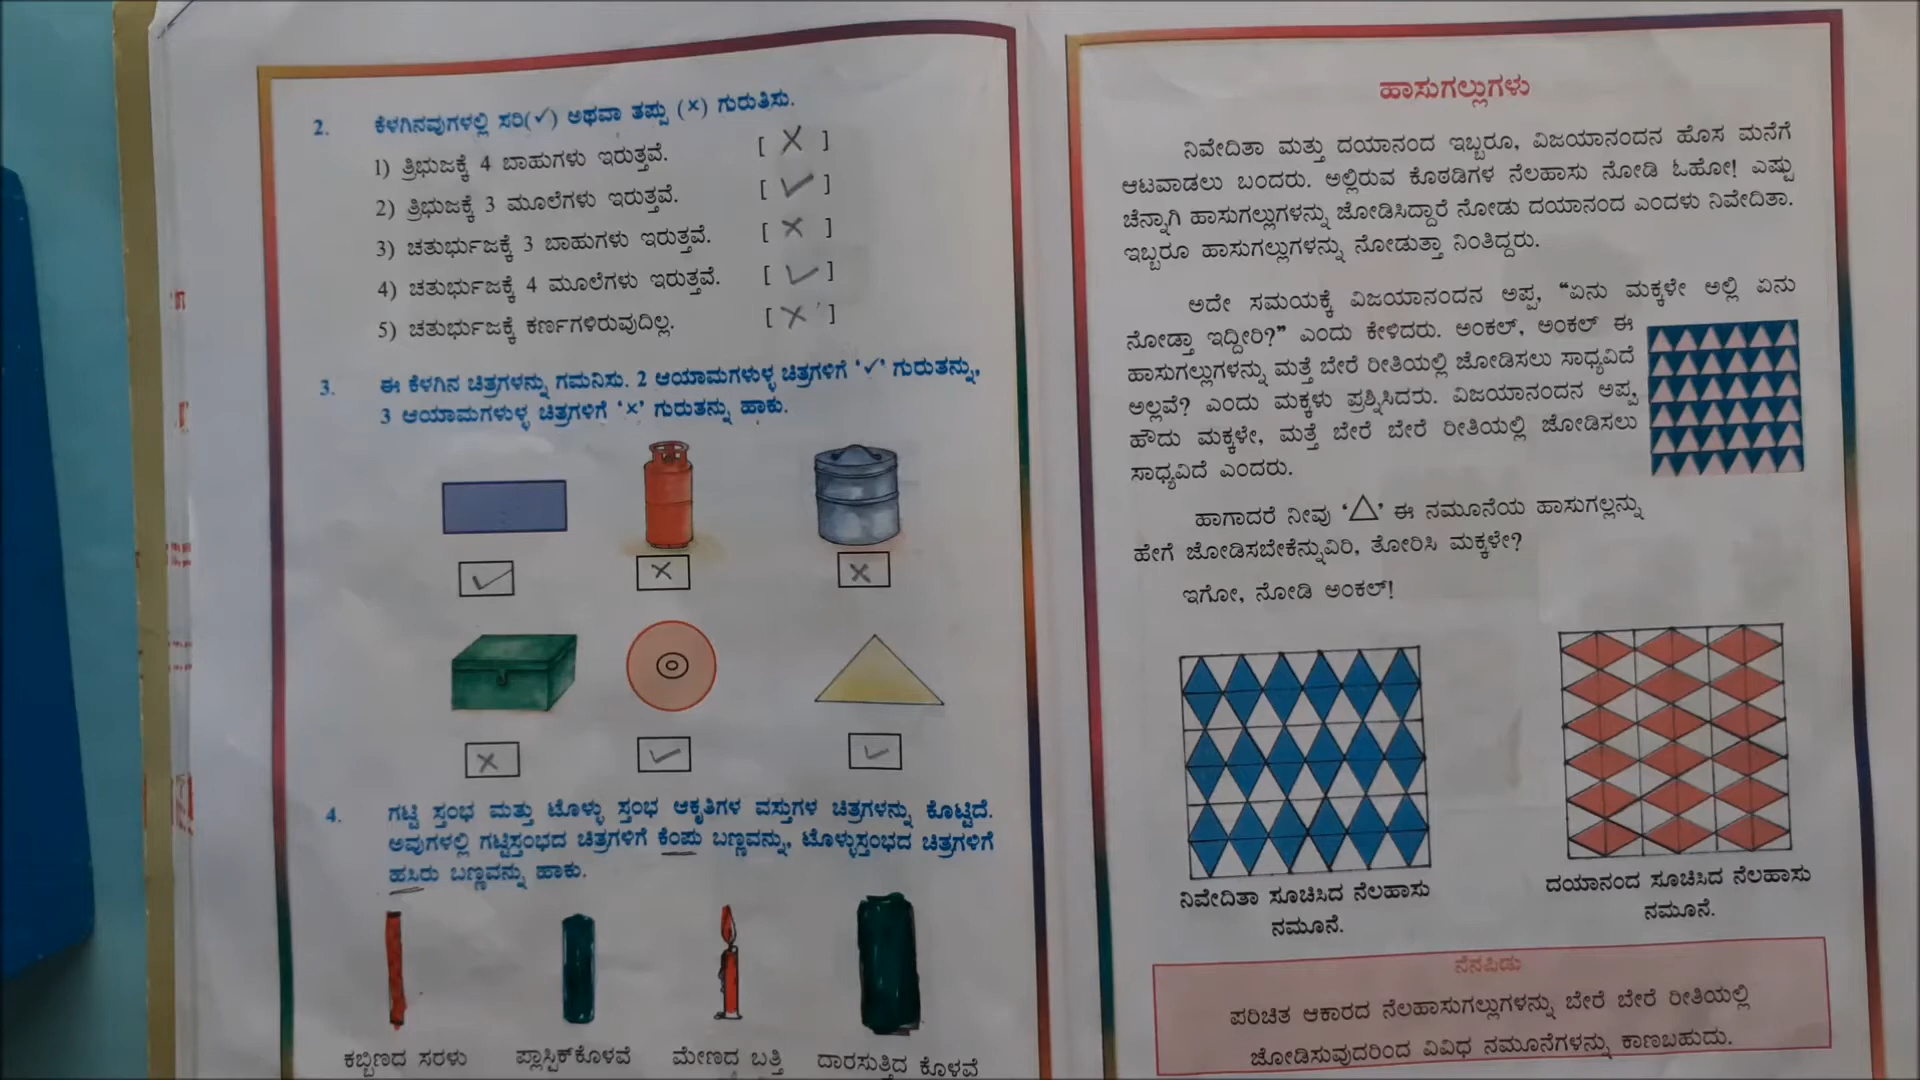 2. ಕೆಳಗಿನವುಗಳಲ್ಲಿ ಸರಿ(✓) ಅಥವಾ ತಪ್ಪು (×) ಗುರುತಿಸು.
1) ತ್ರಿಭುಜಕ್ಕೆ 4 ಬಾಹುಗಳು ಇರುತ್ತವೆ. [ × ]
2) ತ್ರಿಭುಜಕ್ಕೆ 3 ಮೂಲೆಗಳು ಇರುತ್ತವೆ. [ ✓ ]
3) ಚತುರ್ಭುಜಕ್ಕೆ 3 ಬಾಹುಗಳು ಇರುತ್ತವೆ. [ × ]
4) ಚತುರ್ಭುಜಕ್ಕೆ 4 ಮೂಲೆಗಳು ಇರುತ್ತವೆ. [ ✓ ]
5) ಚತುರ್ಭುಜಕ್ಕೆ ಕರ್ಣಗಳಿರುವುದಿಲ್ಲ. [ × ]
3. ಈ ಕೆಳಗಿನ ಚಿತ್ರಗಳನ್ನು ಗಮನಿಸು. 2 ಆಯಾಮಗಳುಳ್ಳ ಚಿತ್ರಗಳಿಗೆ ‘✓’ ಗುರುತನ್ನು,
3 ಆಯಾಮಗಳುಳ್ಳ ಚಿತ್ರಗಳಿಗೆ ‘×’ ಗುರುತನ್ನು ಹಾಕು.
✓ × ×
× ✓ ✓
4. ಗಟ್ಟಿ ಸ್ತಂಭ ಮತ್ತು ಟೊಳ್ಳು ಸ್ತಂಭ ಆಕೃತಿಗಳ ವಸ್ತುಗಳ ಚಿತ್ರಗಳನ್ನು ಕೊಟ್ಟಿದೆ.
ಅವುಗಳಲ್ಲಿ ಗಟ್ಟಿಸ್ತಂಭದ ಚಿತ್ರಗಳಿಗೆ ಕೆಂಪು ಬಣ್ಣವನ್ನು, ಟೊಳ್ಳುಸ್ತಂಭದ ಚಿತ್ರಗಳಿಗೆ
ಹಸಿರು ಬಣ್ಣವನ್ನು ಹಾಕು.
ಕಬ್ಬಿಣದ ಸರಳು ಪ್ಲಾಸ್ಟಿಕ್‌ಕೊಳವೆ ಮೇಣದ ಬತ್ತಿ ದಾರಸುತ್ತಿದ ಕೊಳವೆ
ಹಾಸುಗಲ್ಲುಗಳು
ನಿವೇದಿತಾ ಮತ್ತು ದಯಾನಂದ ಇಬ್ಬರೂ, ವಿಜಯಾನಂದನ ಹೊಸ ಮನೆಗೆ
ಆಟವಾಡಲು ಬಂದರು. ಅಲ್ಲಿರುವ ಕೊಠಡಿಗಳ ನೆಲಹಾಸು ನೋಡಿ ಓಹೋ! ಎಷ್ಟು
ಚೆನ್ನಾಗಿ ಹಾಸುಗಲ್ಲುಗಳನ್ನು ಜೋಡಿಸಿದ್ದಾರೆ ನೋಡು ದಯಾನಂದ ಎಂದಳು ನಿವೇದಿತಾ.
ಇಬ್ಬರೂ ಹಾಸುಗಲ್ಲುಗಳನ್ನು ನೋಡುತ್ತಾ ನಿಂತಿದ್ದರು.
ಅದೇ ಸಮಯಕ್ಕೆ ವಿಜಯಾನಂದನ ಅಪ್ಪ, “ಏನು ಮಕ್ಕಳೇ ಅಲ್ಲಿ ಏನು
ನೋಡ್ತಾ ಇದ್ದೀರಿ?” ಎಂದು ಕೇಳಿದರು. ಅಂಕಲ್, ಅಂಕಲ್ ಈ
ಹಾಸುಗಲ್ಲುಗಳನ್ನು ಮತ್ತೆ ಬೇರೆ ರೀತಿಯಲ್ಲಿ ಜೋಡಿಸಲು ಸಾಧ್ಯವಿದೆ
ಅಲ್ಲವೆ? ಎಂದು ಮಕ್ಕಳು ಪ್ರಶ್ನಿಸಿದರು. ವಿಜಯಾನಂದನ ಅಪ್ಪ,
ಹೌದು ಮಕ್ಕಳೇ, ಮತ್ತೆ ಬೇರೆ ಬೇರೆ ರೀತಿಯಲ್ಲಿ ಜೋಡಿಸಲು
ಸಾಧ್ಯವಿದೆ ಎಂದರು.
ಹಾಗಾದರೆ ನೀವು ‘△’ ಈ ನಮೂನೆಯ ಹಾಸುಗಲ್ಲನ್ನು
ಹೇಗೆ ಜೋಡಿಸಬೇಕೆನ್ನುವಿರಿ, ತೋರಿಸಿ ಮಕ್ಕಳೇ?
ಇಗೋ, ನೋಡಿ ಅಂಕಲ್!
ನಿವೇದಿತಾ ಸೂಚಿಸಿದ ನೆಲಹಾಸು
ನಮೂನೆ.
ದಯಾನಂದ ಸೂಚಿಸಿದ ನೆಲಹಾಸು
ನಮೂನೆ.
ನೆನಪಿಡು
ಪರಿಚಿತ ಆಕಾರದ ನೆಲಹಾಸುಗಲ್ಲುಗಳನ್ನು ಬೇರೆ ಬೇರೆ ರೀತಿಯಲ್ಲಿ
ಜೋಡಿಸುವುದರಿಂದ ವಿವಿಧ ನಮೂನೆಗಳನ್ನು ಕಾಣಬಹುದು.